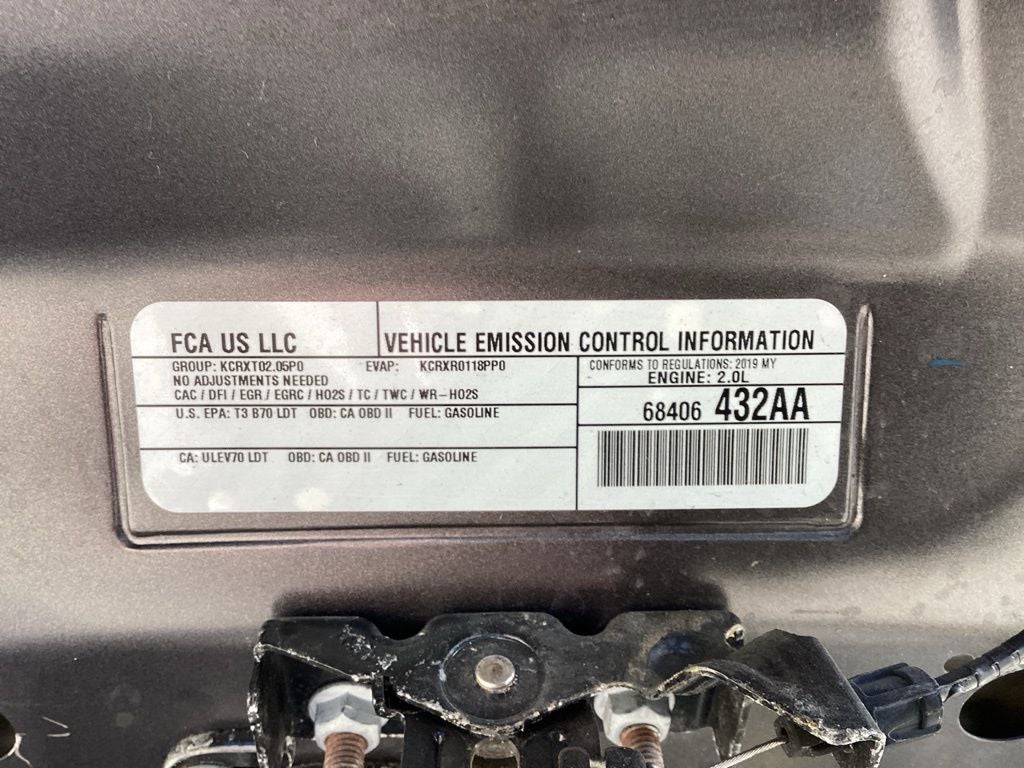 FCA US LLC
VEHICLE EMISSION CONTROL INFORMATION
GROUP: KCRXT02.05P0 EVAP: KCRXR0118PP0
NO ADJUSTMENTS NEEDED
CAC / DFI / EGR / EGRC / HO2S / TC / TWC / WR-HO2S
U.S. EPA: T3 B70 LDT OBD: CA OBD II FUEL: GASOLINE
CA: ULEV70 LDT OBD: CA OBD II FUEL: GASOLINE
CONFORMS TO REGULATIONS: 2019 MY
ENGINE: 2.0L
68406 432AA